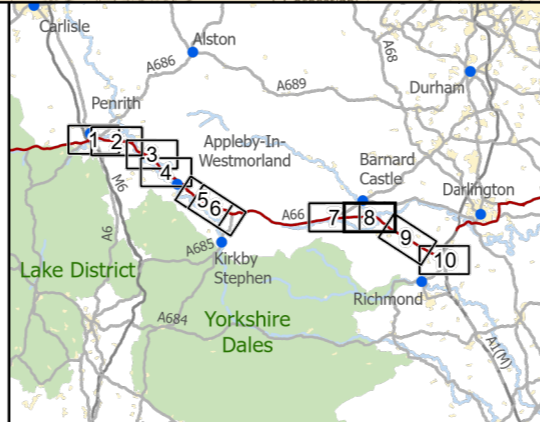 Carlisle
Alston
A686
A68
A689
Durham
Penrith
1
2
3
4
5
6
Appleby-In-
Westmorland
Barnard
Castle
Darlington
M6
A66
7
8
9
10
A6
A685
Lake District
Kirkby
Stephen
Richmond
A684
Yorkshire
Dales
A1(M)